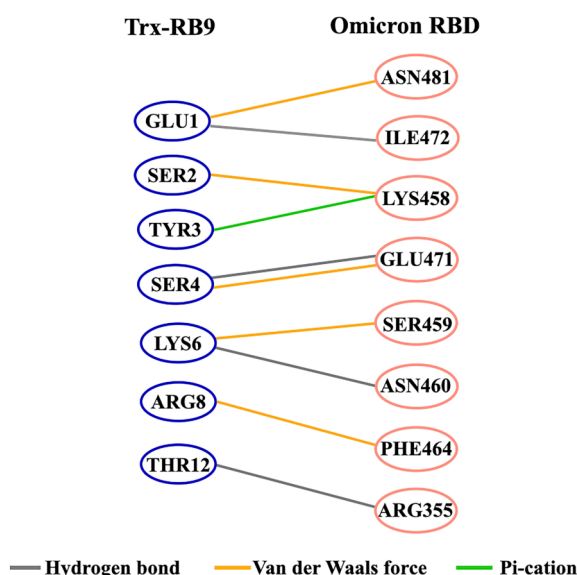 Trx-RB9 Omicron RBD
ASN481
GLU1
ILE472
SER2
LYS458
TYR3
GLU471
SER4
SER459
LYS6
ASN460
ARG8
PHE464
THR12
ARG355
Hydrogen bond Van der Waals force Pi-cation